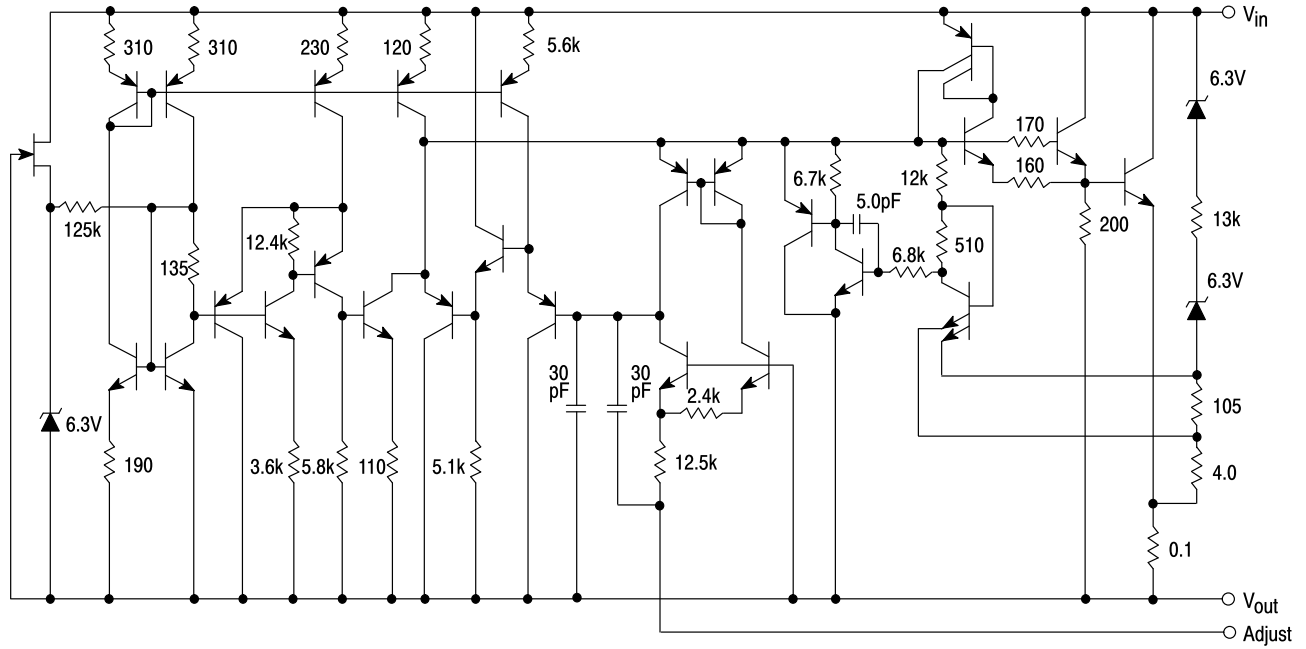 V_in
310
310
230
120
5.6k
6.3V
170
160
6.7k
12k
5.0pF
13k
200
125k
12.4k
510
6.8k
135
6.3V
30
pF
30
pF
2.4k
105
6.3V
190
3.6k
5.8k
110
5.1k
12.5k
4.0
0.1
V_out
Adjust